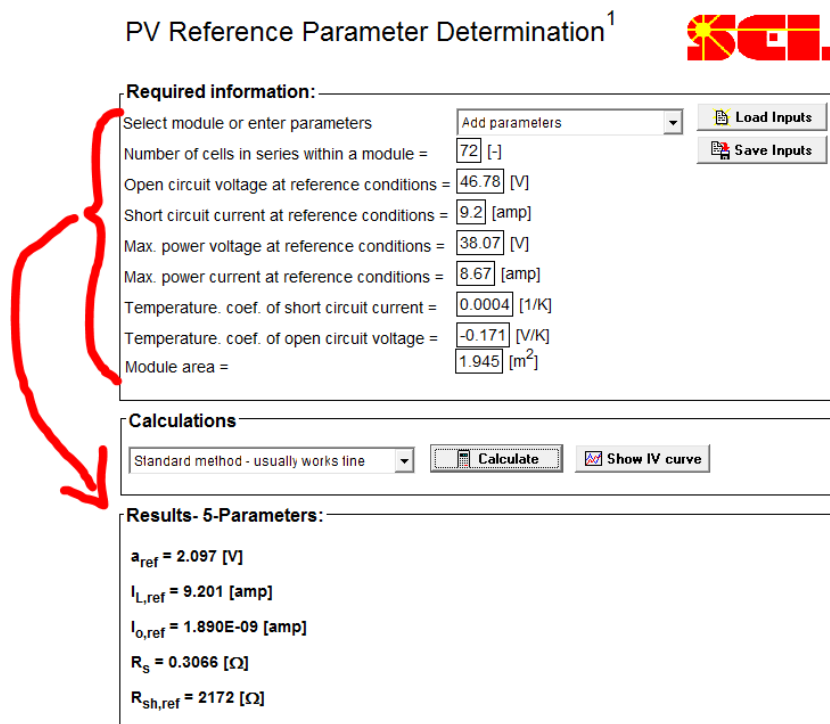 PV Reference Parameter Determination1
SEL
Required information:
Select module or enter parameters Add parameters Load Inputs
Number of cells in series within a module = 72 [-] Save Inputs
Open circuit voltage at reference conditions = 46.78 [V]
Short circuit current at reference conditions = 9.2 [amp]
Max. power voltage at reference conditions = 38.07 [V]
Max. power current at reference conditions = 8.67 [amp]
Temperature. coef. of short circuit current = 0.0004 [1/K]
Temperature. coef. of open circuit voltage = -0.171 [V/K]
Module area = 1.945 [m2]
Calculations
Standard method - usually works fine Calculate Show IV curve
Results- 5-Parameters:
aref = 2.097 [V]
IL,ref = 9.201 [amp]
Io,ref = 1.890E-09 [amp]
Rs = 0.3066 [Ω]
Rsh,ref = 2172 [Ω]